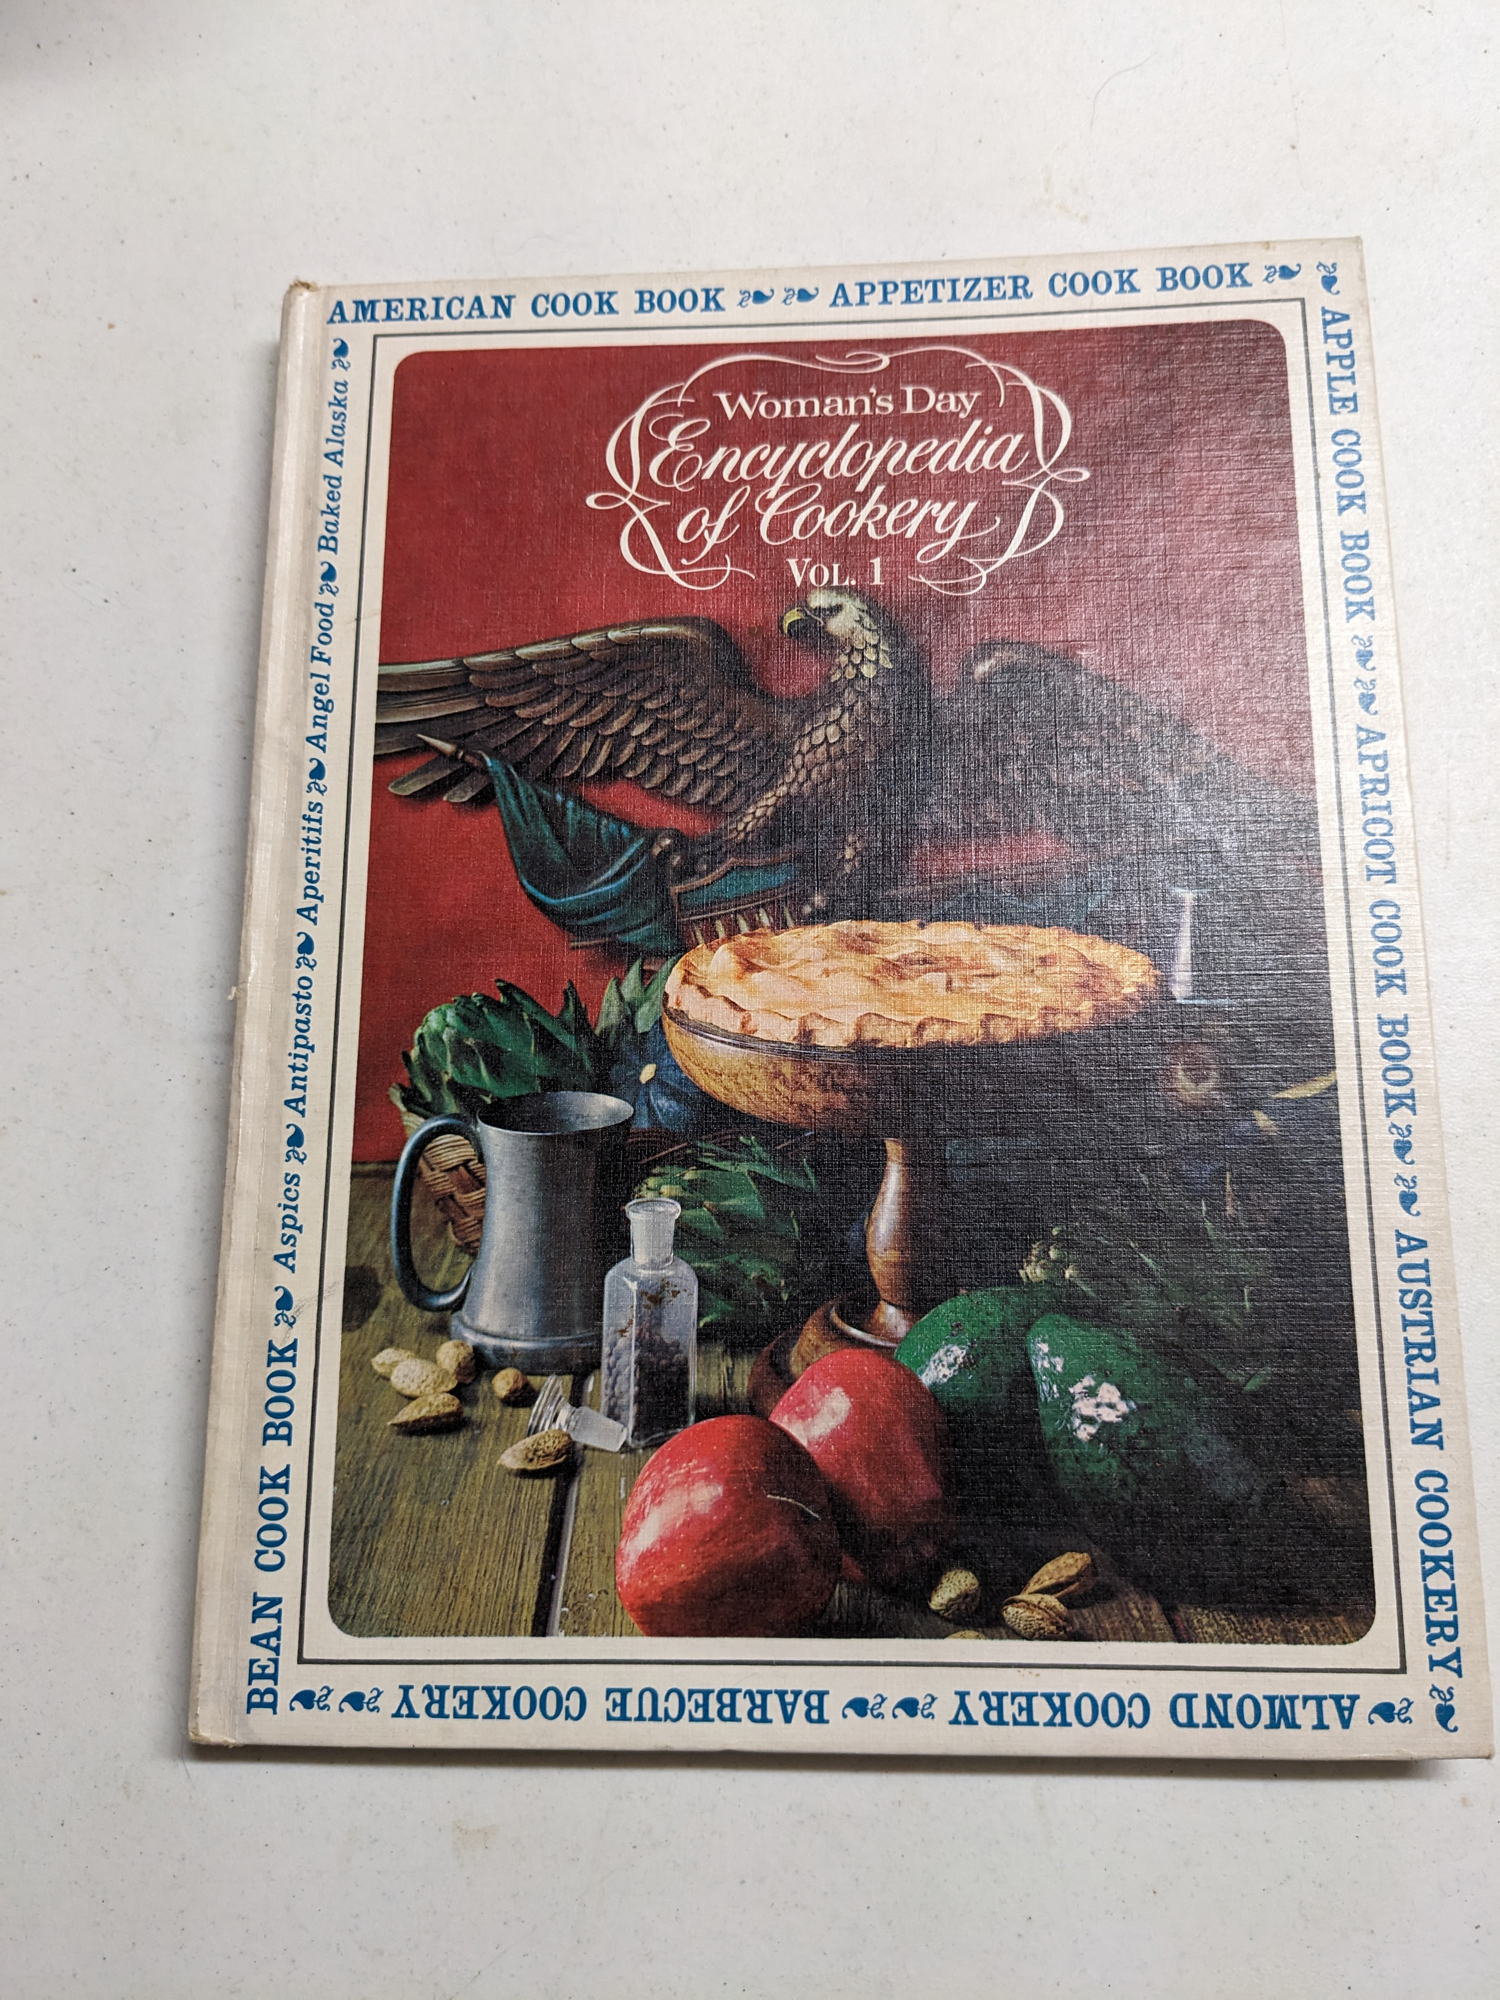 AMERICAN COOK BOOK APPETIZER COOK BOOK
APPLE COOK BOOK APRICOT COOK BOOK AUSTRIAN COOKERY
ALMOND COOKERY BARBECUE COOKERY
BEAN COOK BOOK Aspics Antipasto Aperitifs Angel Food Baked Alaska
Woman's Day
Encyclopedia
of Cookery
VOL. 1